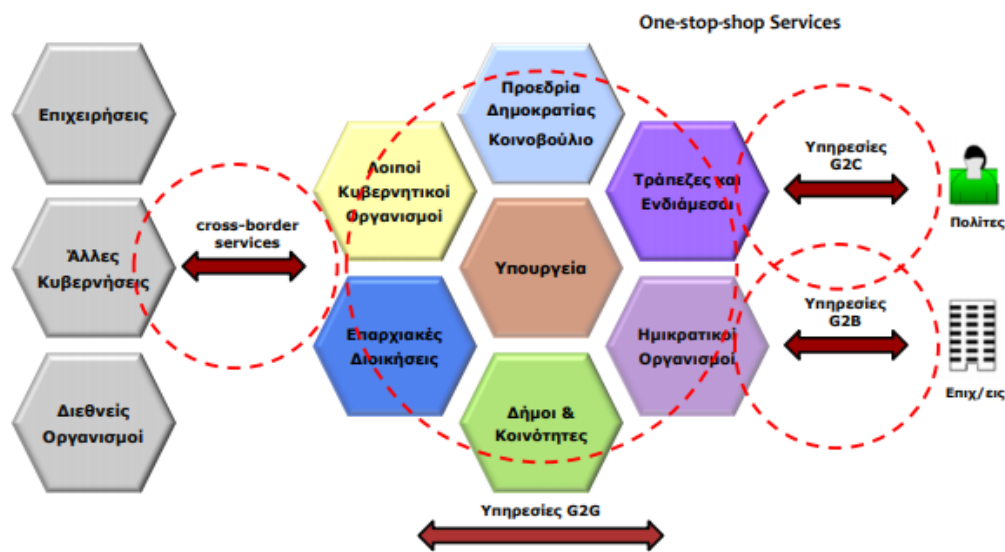 One-stop-shop Services
Επιχειρήσεις
Άλλες
Κυβερνήσεις
Διεθνείς
Οργανισμοί
cross-border
services
Λοιποί
Κυβερνητικοί
Οργανισμοί
Επαρχιακές
Διοικήσεις
Προεδρία
Δημοκρατίας
Κοινοβούλιο
Υπουργεία
Δήμοι &
Κοινότητες
Τράπεζες και
Ενδιάμεσοι
Ημικρατικοί
Οργανισμοί
Υπηρεσίες
G2C
Πολίτες
Υπηρεσίες
G2B
Επιχ/εις
Υπηρεσίες G2G